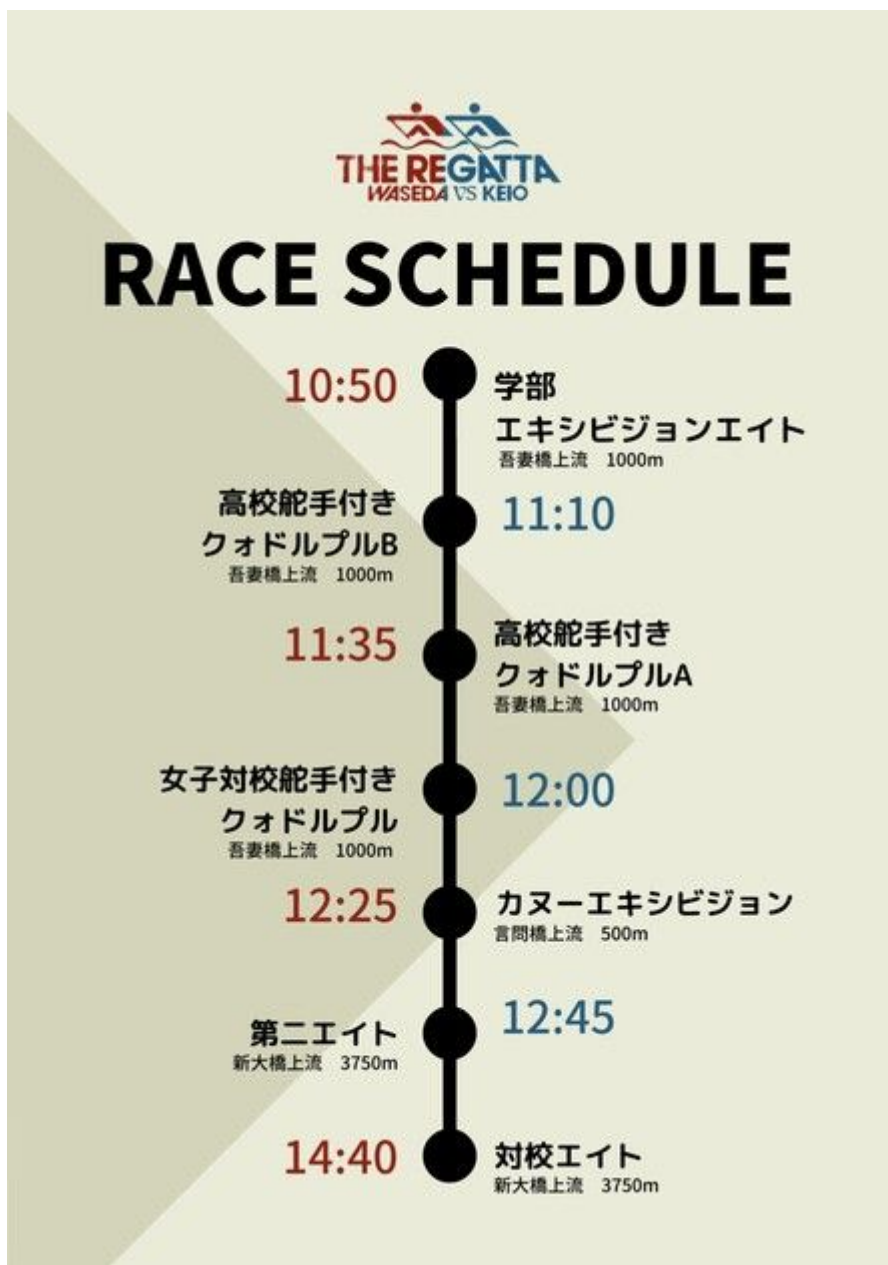 THE REGATTA
WASEDA VS KEIO
RACE SCHEDULE
10:50
学部
エキシビジョンエイト
吾妻橋上流 1000m
高校舵手付き
クォドルプルB
吾妻橋上流 1000m
11:10
11:35
高校舵手付き
クォドルプルA
吾妻橋上流 1000m
女子対校舵手付き
クォドルプル
吾妻橋上流 1000m
12:00
12:25
カヌーエキシビジョン
言問橋上流 500m
第二エイト
新大橋上流 3750m
12:45
14:40
対校エイト
新大橋上流 3750m